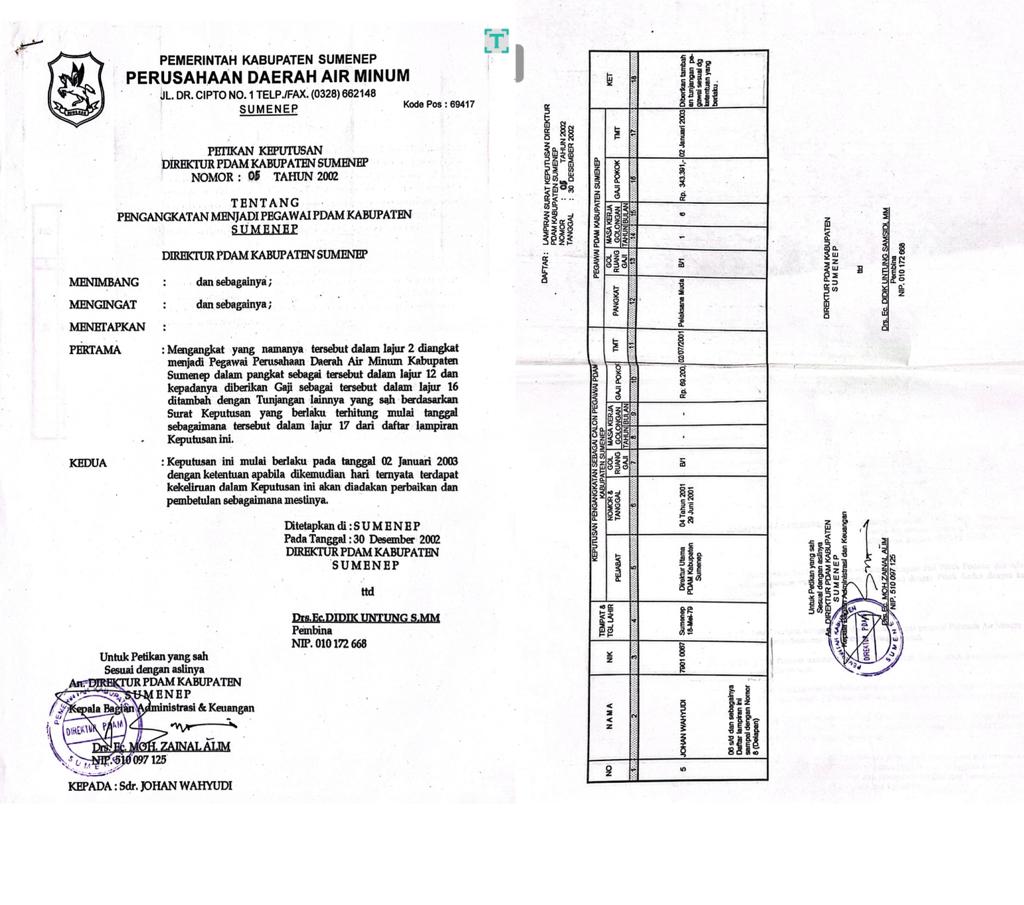 PEMERINTAH KABUPATEN SUMENEP
PERUSAHAAN DAERAH AIR MINUM
JL. DR. CIPTO NO. 1 TELP./FAX. (0328) 662148
SUMENEP
Kode Pos : 69417
PETIKAN KEPUTUSAN
DIREKTUR PDAM KABUPATEN SUMENEP
NOMOR : 05 TAHUN 2002
TENTANG
PENGANGKATAN MENJADI PEGAWAI PDAM KABUPATEN
SUMENEP
DIREKTUR PDAM KABUPATEN SUMENEP
MENIMBANG : dan sebagainya ;
MENGINGAT : dan sebagainya ;
MENETAPKAN :
PERTAMA : Mengangkat yang namanya tersebut dalam lajur 2 diangkat
menjadi Pegawai Perusahaan Daerah Air Minum Kabupaten
Sumenep dalam pangkat sebagai tersebut dalam lajur 12 dan
kepadanya diberikan Gaji sebagai tersebut dalam lajur 16
ditambah dengan Tunjangan lainnya yang sah berdasarkan
Surat Keputusan yang berlaku terhitung mulai tanggal
sebagaimana tersebut dalam lajur 17 dari daftar lampiran
Keputusan ini.
KEDUA : Keputusan ini mulai berlaku pada tanggal 02 Januari 2003
dengan ketentuan apabila dikemudian hari ternyata terdapat
kekeliruan dalam Keputusan ini akan diadakan perbaikan dan
pembetulan sebagaimana mestinya.
Ditetapkan di : SUMENEP
Pada Tanggal : 30 Desember 2002
DIREKTUR PDAM KABUPATEN
SUMENEP
ttd
Drs.Ec.DIDIK UNTUNG S.MM
Pembina
NIP. 010 172 668
Untuk Petikan yang sah
Sesuai dengan aslinya
An. DIREKTUR PDAM KABUPATEN
SUMENEP
Kepala Bagian Administrasi & Keuangan
DIREKTUR PDAM
Drs. Ec. MOH. ZAINAL ALIM
NIP. 510 097 125
KEPADA : Sdr. JOHAN WAHYUDI
DAFTAR : LAMPIRAN SURAT KEPUTUSAN DIREKTUR
PDAM KABUPATEN SUMENEP
NOMOR : 05 TAHUN 2002
TANGGAL : 30 DESEMBER 2002
KEPUTUSAN PENGANGKATAN SEBAGAI CALON PEGAWAI PDAM
KABUPATEN SUMENEP
PEGAWAI PDAM KABUPATEN SUMENEP
NO NAMA NIK TEMPAT & TGL LAHIR PEJABAT NOMOR & TANGGAL GOL RUANG GAJI MASA KERJA GOLONGAN TAHUN BULAN GAJI POKO TMT PANGKAT GOL RUANG GAJI MASA KERJA GOLONGAN TAHUN BULAN GAJI POKOK TMT KET
1 2 3 4 5 6 7 8 9 10 11 12 13 14 15 16 17 18
5 JOHAN WAHYUDI 7901 0067 Sumenep 18-Mei-79 Direktur Utama PDAM Kabupaten Sumenep 04 Tahun 2001 29 Juni 2001 B/1 - - Rp. 69.200, 02/07/2001 Pelaksana Muda B/1 1 6 Rp. 343.391,- 02 Januari 2003 Diberikan tambah
an tunjangan pe-
gawai sesuai dg
ketentuan yang
berlaku .
06 s/d dan sebagainya
Daftar lampiran ini
sampai dengan Nomor
8 (Delapan)
DIREKTUR PDAM KABUPATEN
SUMENEP
ttd
Drs. Ec. DIDIK UNTUNG SAMSIDI, MM
Pembina
NIP. 010 172 668
Untuk Petikan yang sah
Sesuai dengan aslinya
An. DIREKTUR PDAM KABUPATEN
SUMENEP
Kepala Bagian Administrasi dan Keuangan
DIREKTUR PDAM
Drs. Ec. MOH. ZAINAL ALIM
NIP. 510 097 125